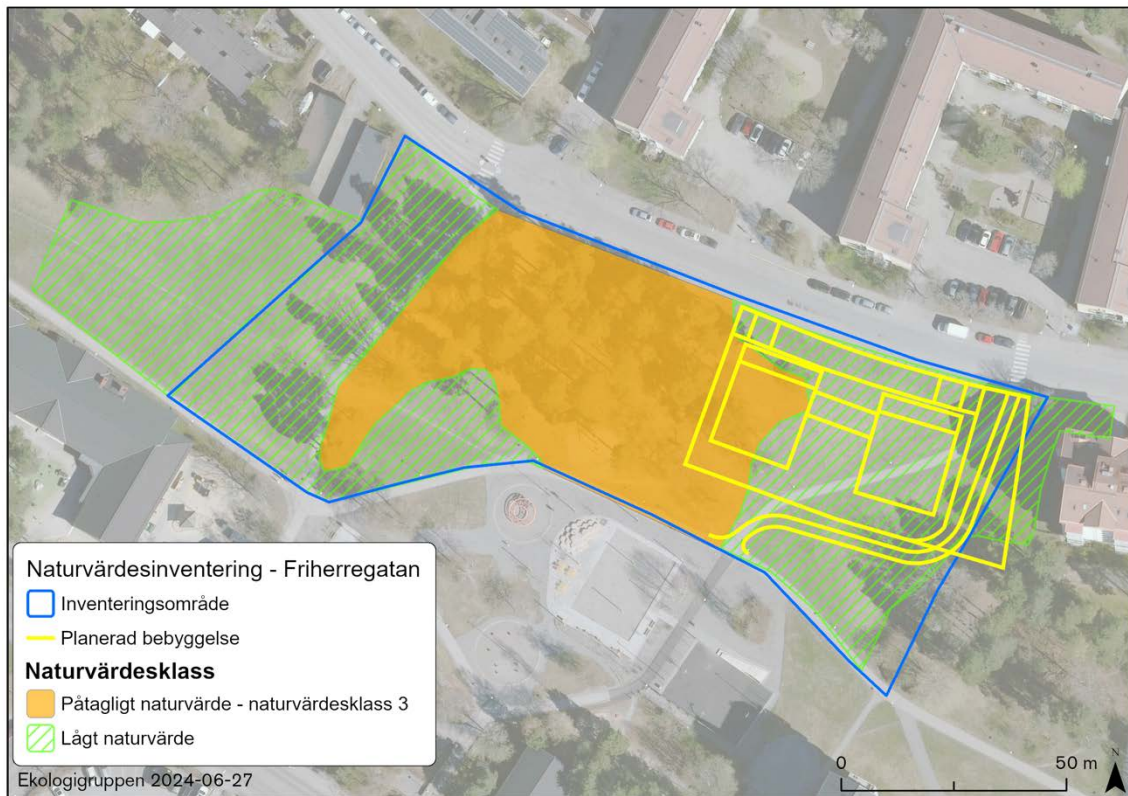 Naturvärdesinventering - Friherregatan
Inventeringsområde
Planerad bebyggelse
Naturvärdesklass
Påtagligt naturvärde - naturvärdesklass 3
Lågt naturvärde
Ekologigruppen 2024-06-27
0
50 m
N